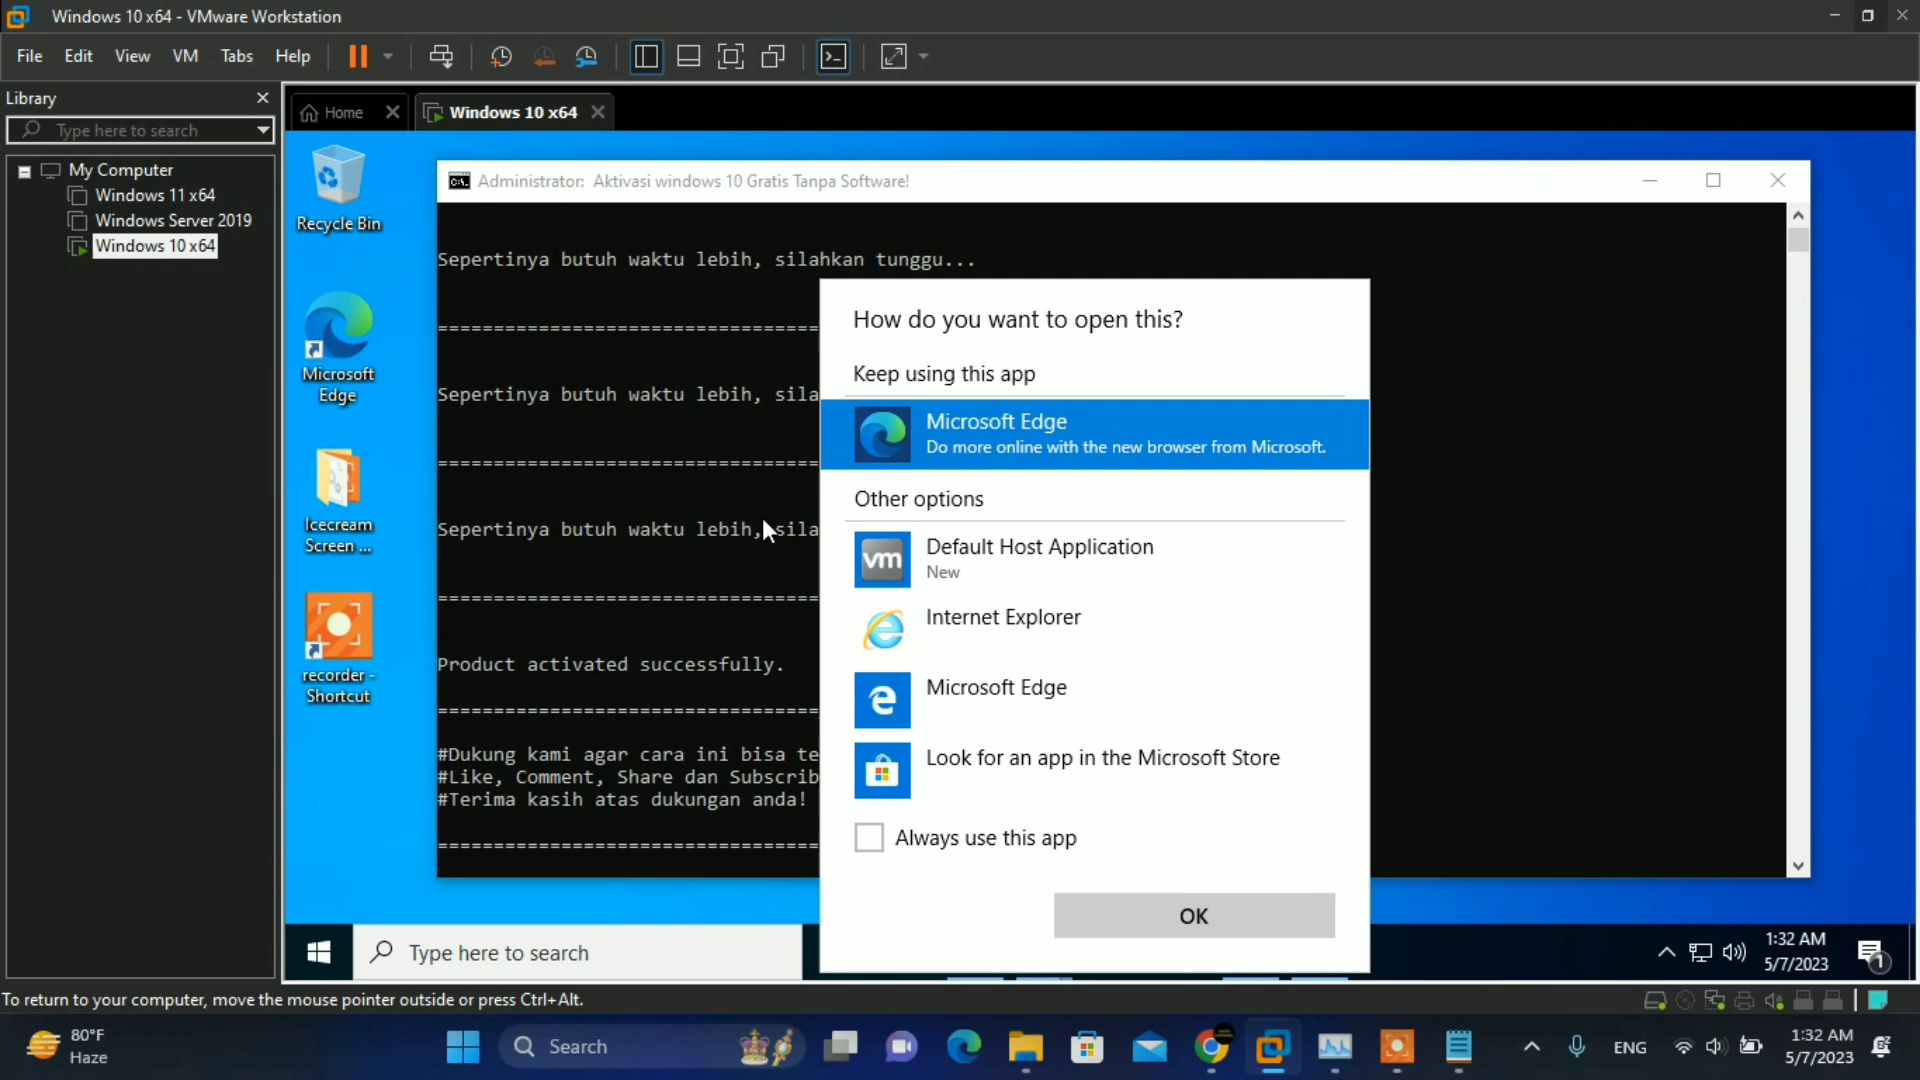 Windows 10 x64 - VMware Workstation
File Edit View VM Tabs Help
Library
Type here to search
My Computer
Windows 11 x64
Windows Server 2019
Windows 10 x64
Home
Windows 10 x64
Recycle Bin
Microsoft
Edge
Icecream
Screen ...
recorder -
Shortcut
Administrator: Aktivasi windows 10 Gratis Tanpa Software!
Sepertinya butuh waktu lebih, silahkan tunggu...
=================================
Sepertinya butuh waktu lebih, sila
=================================
Sepertinya butuh waktu lebih, sila
=================================
Product activated successfully.
=================================
#Dukung kami agar cara ini bisa te
#Like, Comment, Share dan Subscrib
#Terima kasih atas dukungan anda!
=================================
How do you want to open this?
Keep using this app
Microsoft Edge
Do more online with the new browser from Microsoft.
Other options
vm
Default Host Application
New
Internet Explorer
Microsoft Edge
Look for an app in the Microsoft Store
Always use this app
OK
Type here to search
1:32 AM
5/7/2023
1
To return to your computer, move the mouse pointer outside or press Ctrl+Alt.
80°F
Haze
Search
ENG
1:32 AM
5/7/2023